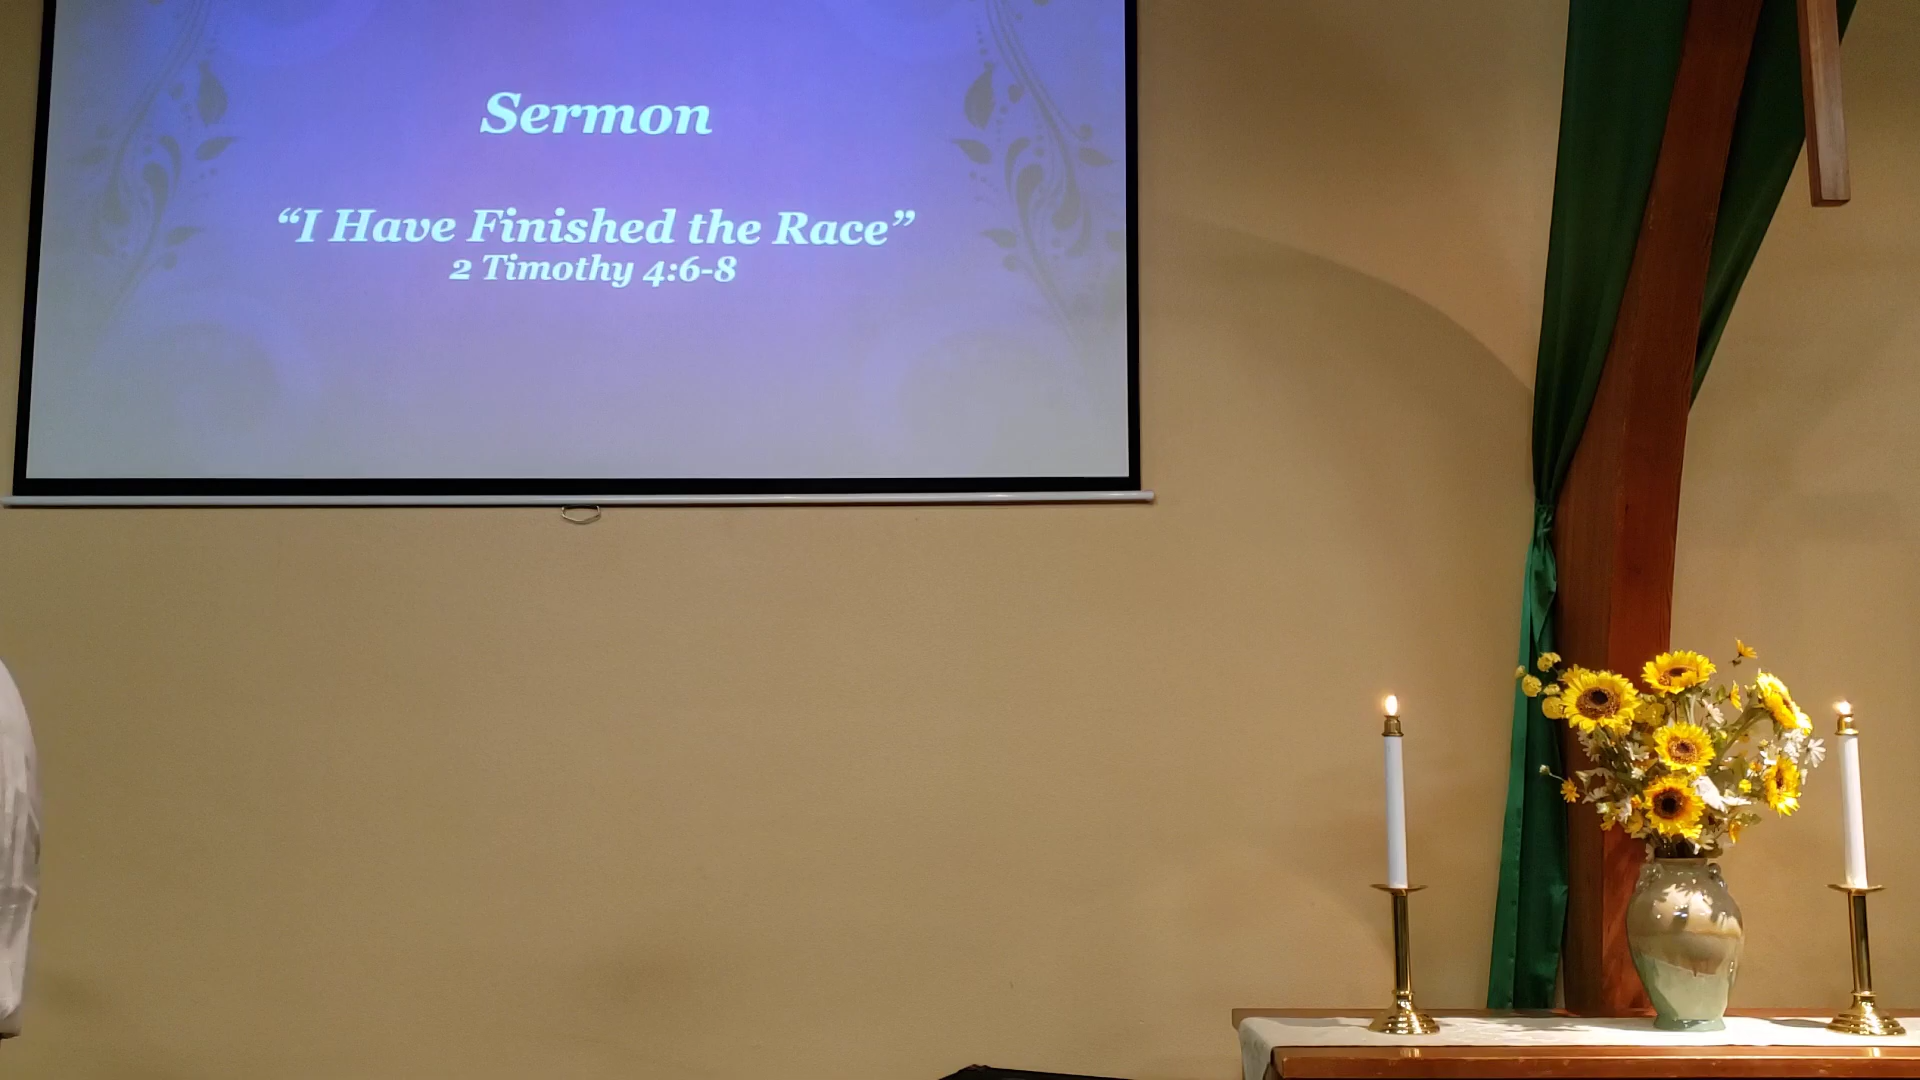 Sermon
“I Have Finished the Race”
2 Timothy 4:6-8